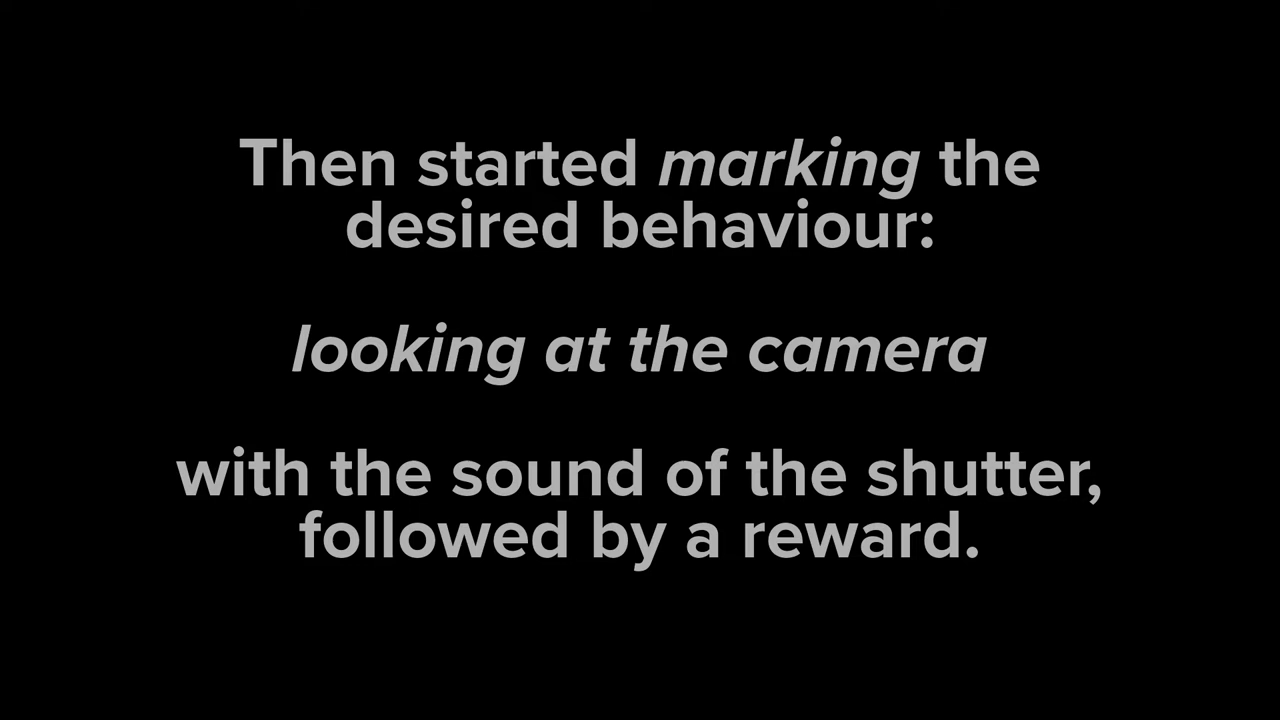 Then started marking the
desired behaviour:
looking at the camera
with the sound of the shutter,
followed by a reward.